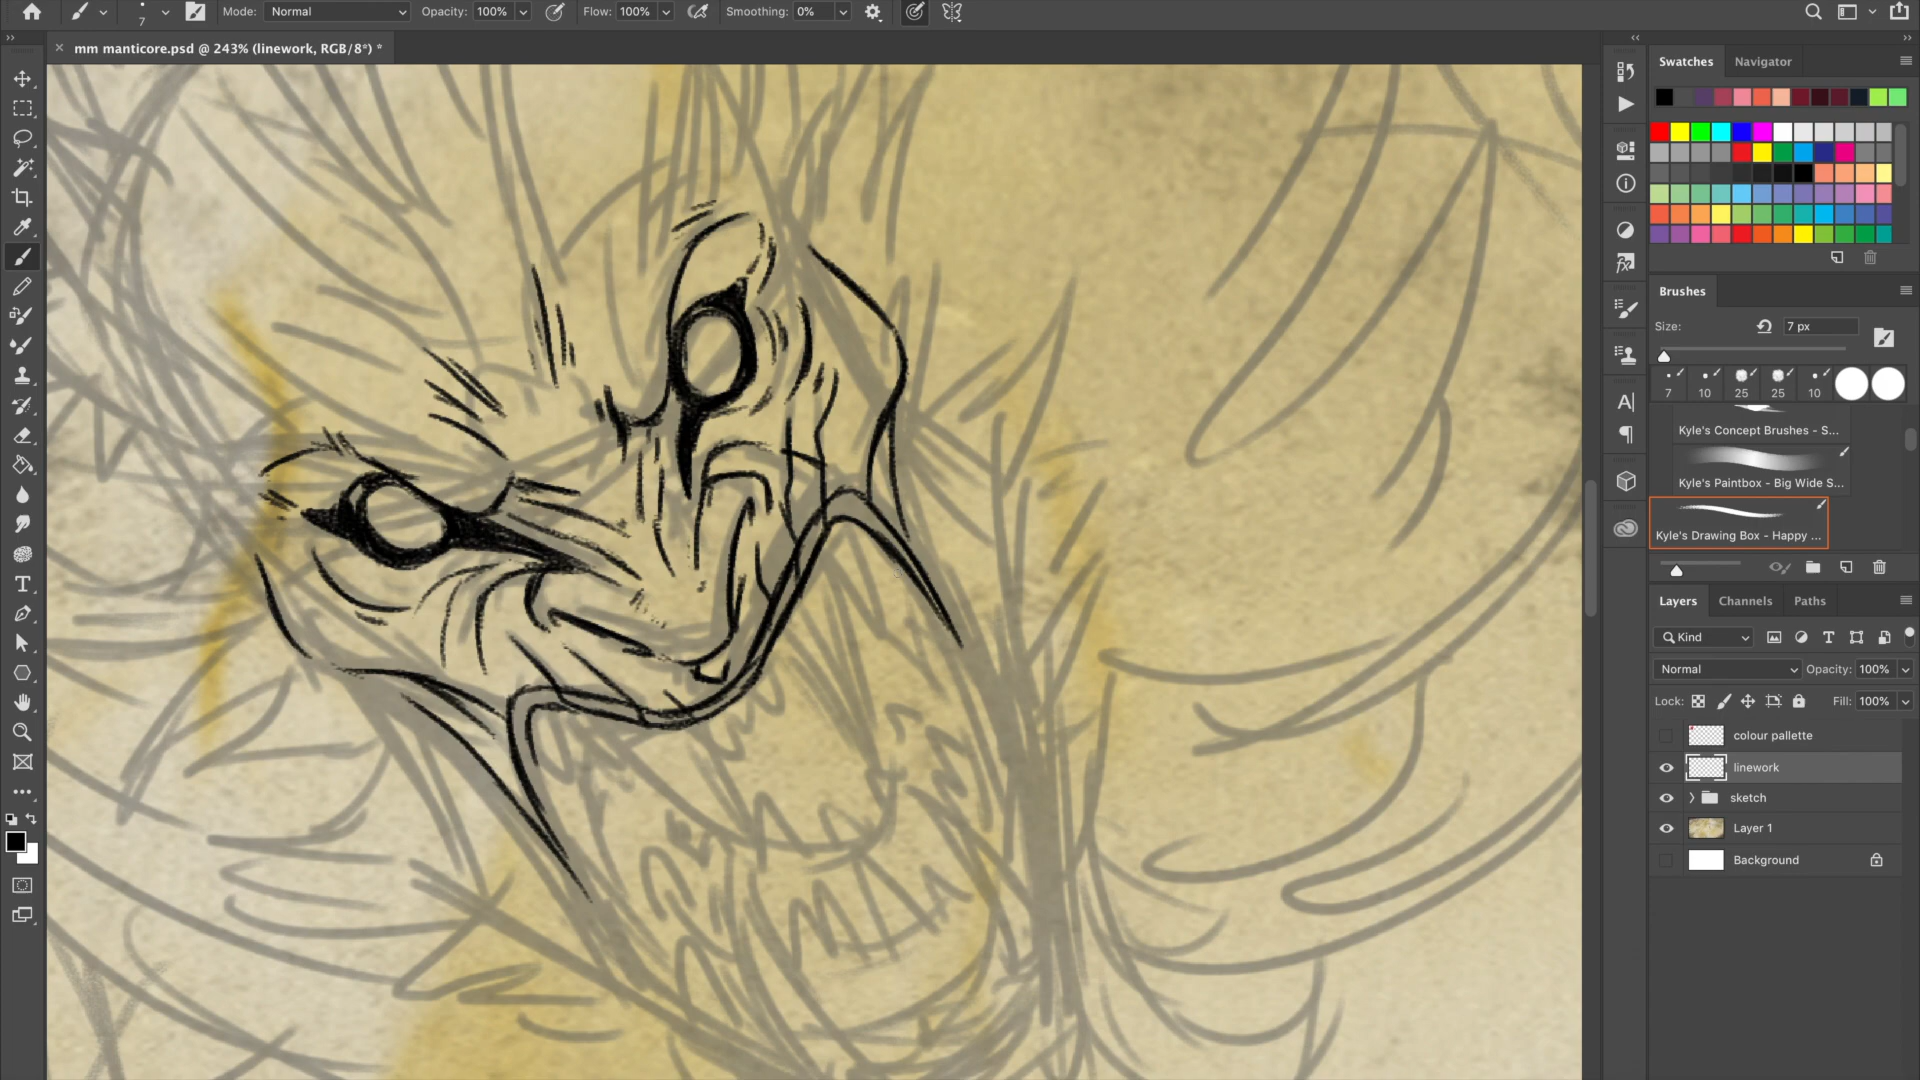 7
Mode: Normal
Opacity: 100%
Flow: 100%
Smoothing: 0%
mm manticore.psd @ 243% (linework, RGB/8*) *
Swatches
Navigator
Brushes
Size:
7 px
7
10
25
25
10
Kyle's Concept Brushes - S...
Kyle's Paintbox - Big Wide S...
Kyle's Drawing Box - Happy ...
Layers
Channels
Paths
Kind
Normal
Opacity: 100%
Lock:
Fill: 100%
colour pallette
linework
sketch
Layer 1
Background